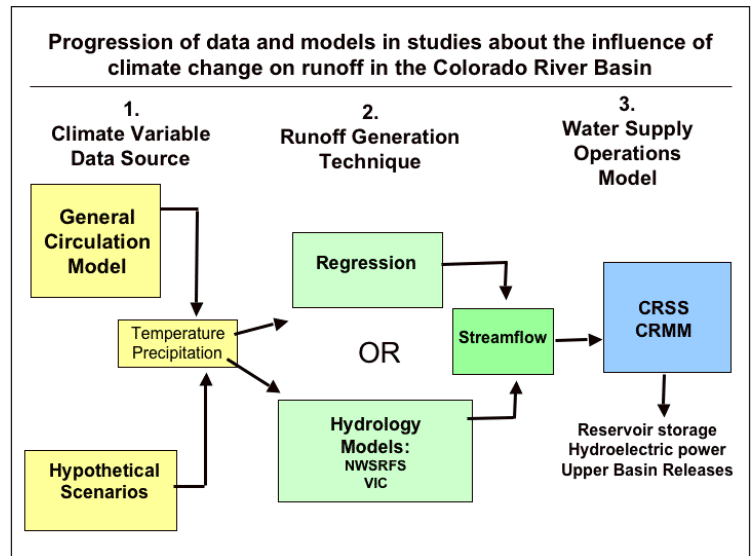 Progression of data and models in studies about the influence of
climate change on runoff in the Colorado River Basin
1.
Climate Variable
Data Source
2.
Runoff Generation
Technique
3.
Water Supply
Operations
Model
General
Circulation
Model
Temperature
Precipitation
Hypothetical
Scenarios
Regression
OR
Hydrology
Models:
NWSRFS
VIC
Streamflow
CRSS
CRMM
Reservoir storage
Hydroelectric power
Upper Basin Releases